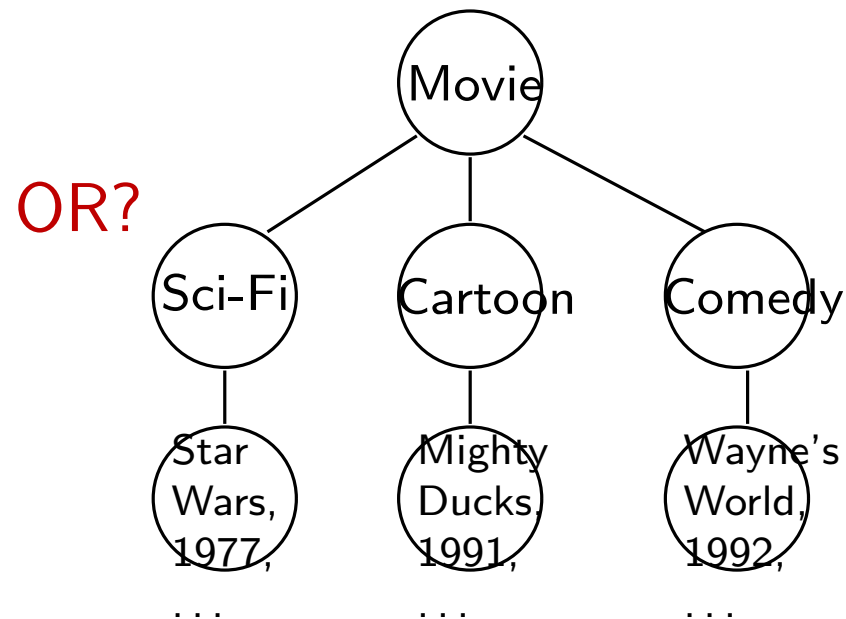 Movie
OR?
Sci-Fi
Cartoon
Comedy
Star
Wars,
1977,
...
Mighty
Ducks,
1991,
...
Wayne's
World,
1992,
...